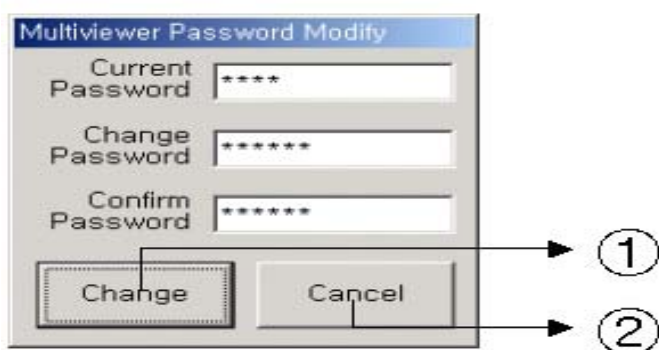 Multiviewer Password Modify
Current
Password
****
Change
Password
******
Confirm
Password
******
Change
Cancel
①
②